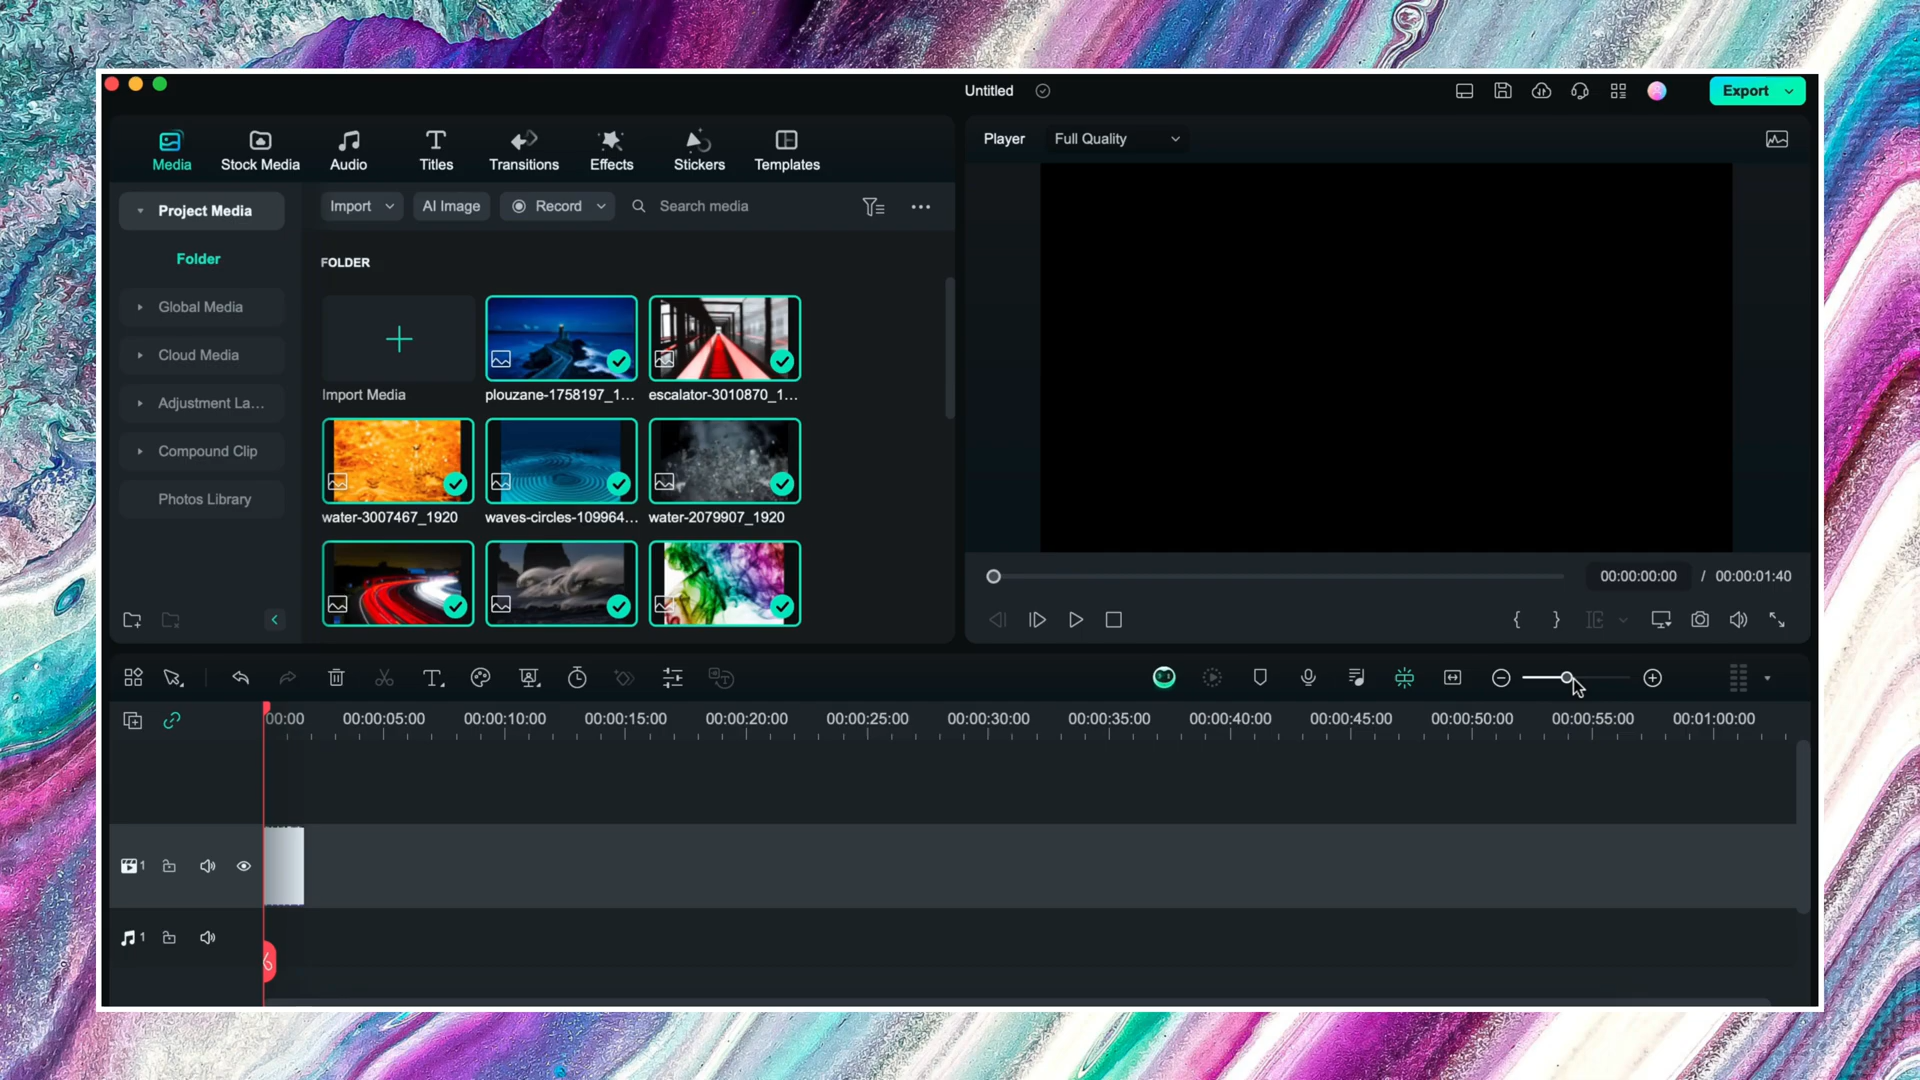 Untitled
Export
Media
Stock Media
Audio
Titles
Transitions
Effects
Stickers
Templates
Player
Full Quality
Project Media
Folder
Global Media
Cloud Media
Adjustment La...
Compound Clip
Photos Library
Import
AI Image
Record
Search media
FOLDER
Import Media
plouzane-1758197_1...
escalator-3010870_1...
water-3007467_1920
waves-circles-109964...
water-2079907_1920
00:00:00:00 / 00:00:01:40
00:00
00:00:05:00
00:00:10:00
00:00:15:00
00:00:20:00
00:00:25:00
00:00:30:00
00:00:35:00
00:00:40:00
00:00:45:00
00:00:50:00
00:00:55:00
00:01:00:00
1
1